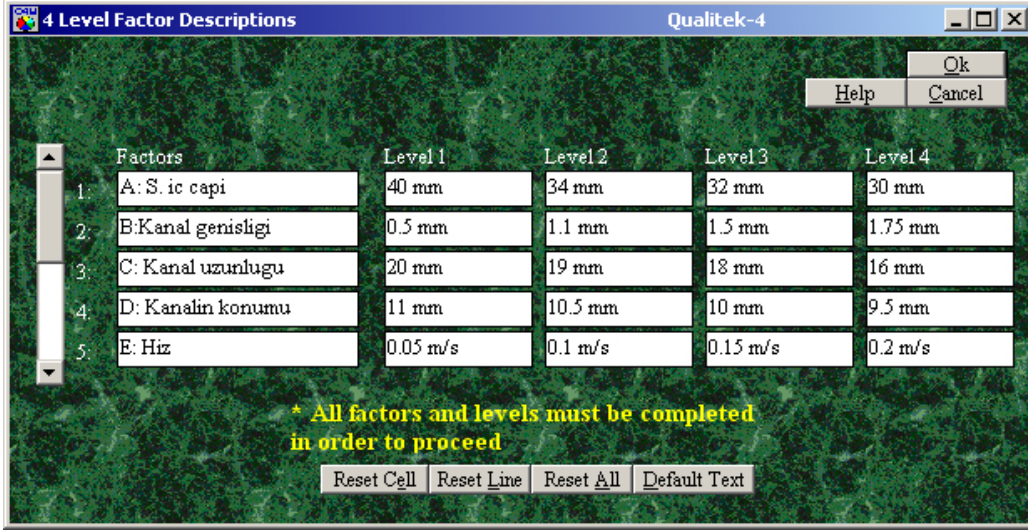 4 Level Factor Descriptions Qualitek-4
Ok
Help Cancel
Factors Level 1 Level 2 Level 3 Level 4
1: A: S. ic capi 40 mm 34 mm 32 mm 30 mm
2: B:Kanal genisligi 0.5 mm 1.1 mm 1.5 mm 1.75 mm
3: C: Kanal uzunlugu 20 mm 19 mm 18 mm 16 mm
4: D: Kanalin konumu 11 mm 10.5 mm 10 mm 9.5 mm
5: E: Hiz 0.05 m/s 0.1 m/s 0.15 m/s 0.2 m/s
* All factors and levels must be completed
in order to proceed
Reset Cell Reset Line Reset All Default Text